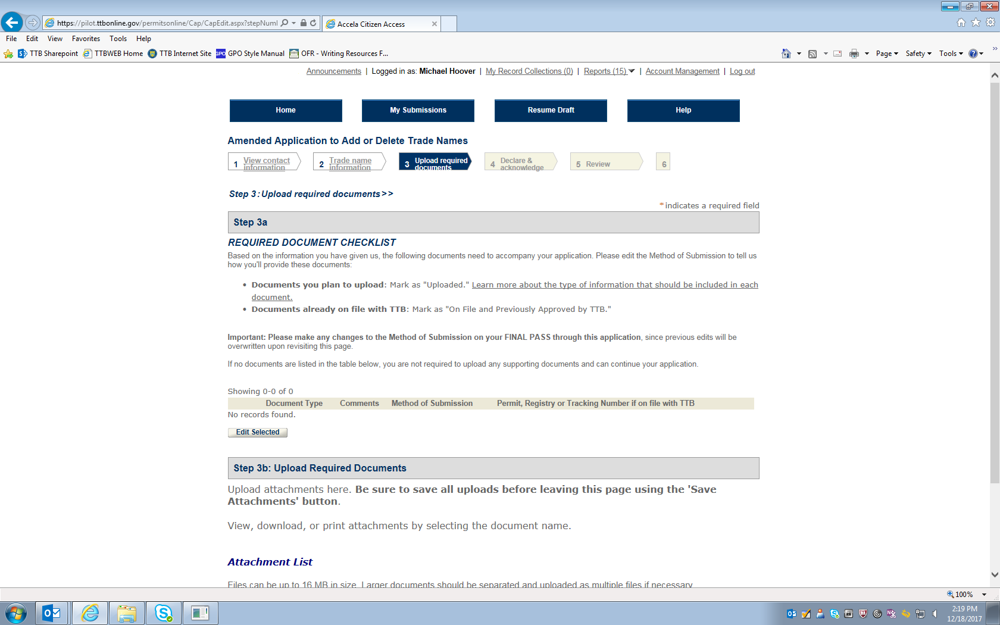 https://pilot.ttbonline.gov/permitsonline/Cap/CapEdit.aspx?stepNuml
Accela Citizen Access
File Edit View Favorites Tools Help
TTB Sharepoint TTBWEB Home TTB Internet Site GPO GPO Style Manual OFR - Writing Resources F...
Page Safety Tools
Announcements | Logged in as: Michael Hoover | My Record Collections (0) | Reports (15) | Account Management | Log out
Home My Submissions Resume Draft Help
Amended Application to Add or Delete Trade Names
1 View contact information
2 Trade name information
3 Upload required documents
4 Declare & acknowledge
5 Review
6
Step 3: Upload required documents>>
*indicates a required field
Step 3a
REQUIRED DOCUMENT CHECKLIST
Based on the information you have given us, the following documents need to accompany your application. Please edit the Method of Submission to tell us
how you'll provide these documents:
• Documents you plan to upload: Mark as "Uploaded." Learn more about the type of information that should be included in each
document.
• Documents already on file with TTB: Mark as "On File and Previously Approved by TTB."
Important: Please make any changes to the Method of Submission on your FINAL PASS through this application, since previous edits will be
overwritten upon revisiting this page.
If no documents are listed in the table below, you are not required to upload any supporting documents and can continue your application.
Showing 0-0 of 0
Document Type Comments Method of Submission Permit, Registry or Tracking Number if on file with TTB
No records found.
Edit Selected
Step 3b: Upload Required Documents
Upload attachments here. Be sure to save all uploads before leaving this page using the 'Save
Attachments' button.
View, download, or print attachments by selecting the document name.
Attachment List
Files can be up to 16 MB in size. Larger documents should be separated and uploaded as multiple files if necessary
100%
2:19 PM
12/18/2017